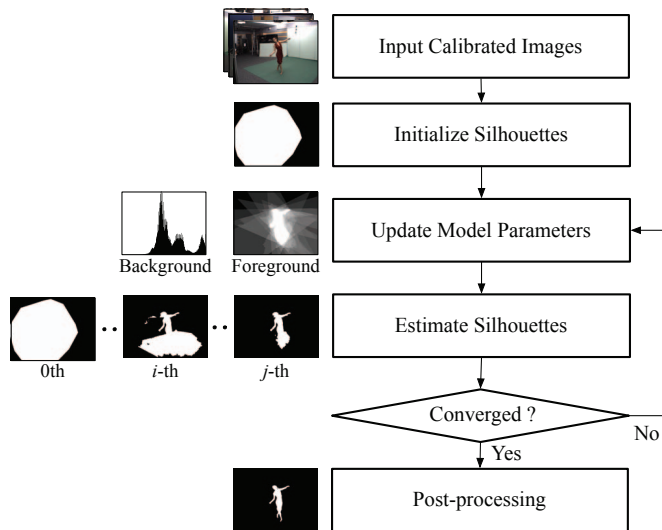 Input Calibrated Images
Initialize Silhouettes
Update Model Parameters
Background
Foreground
Estimate Silhouettes
0th
i-th
j-th
Converged ?
No
Yes
Post-processing